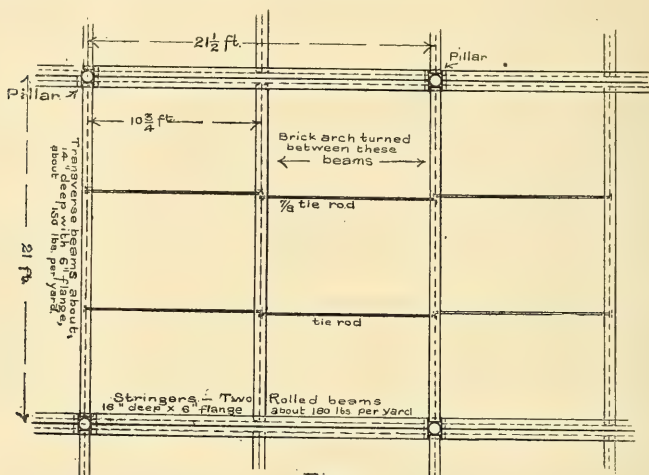 21½ ft.
Pillar
Pillar
10¾ ft
Brick arch turned
between these
beams
Transverse beams about,
14" deep with 6" flange,
about 150 lbs. per yard.
21 ft.
⅞ tie rod
tie rod
Stringers - Two Rolled beams
16" deep x 6" flange about 180 lbs per yard